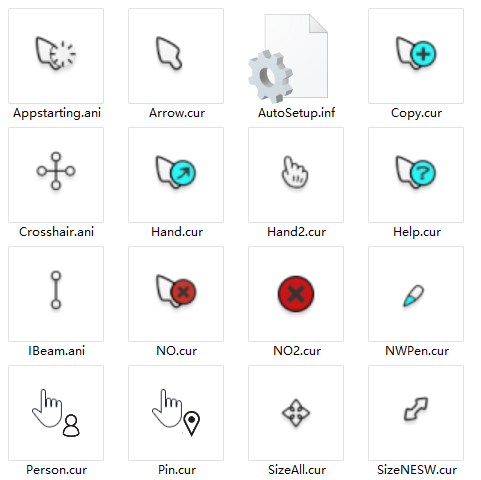 Appstarting.ani
Arrow.cur
AutoSetup.inf
Copy.cur
Crosshair.ani
Hand.cur
Hand2.cur
Help.cur
IBeam.ani
NO.cur
NO2.cur
NWPen.cur
Person.cur
Pin.cur
SizeAll.cur
SizeNESW.cur